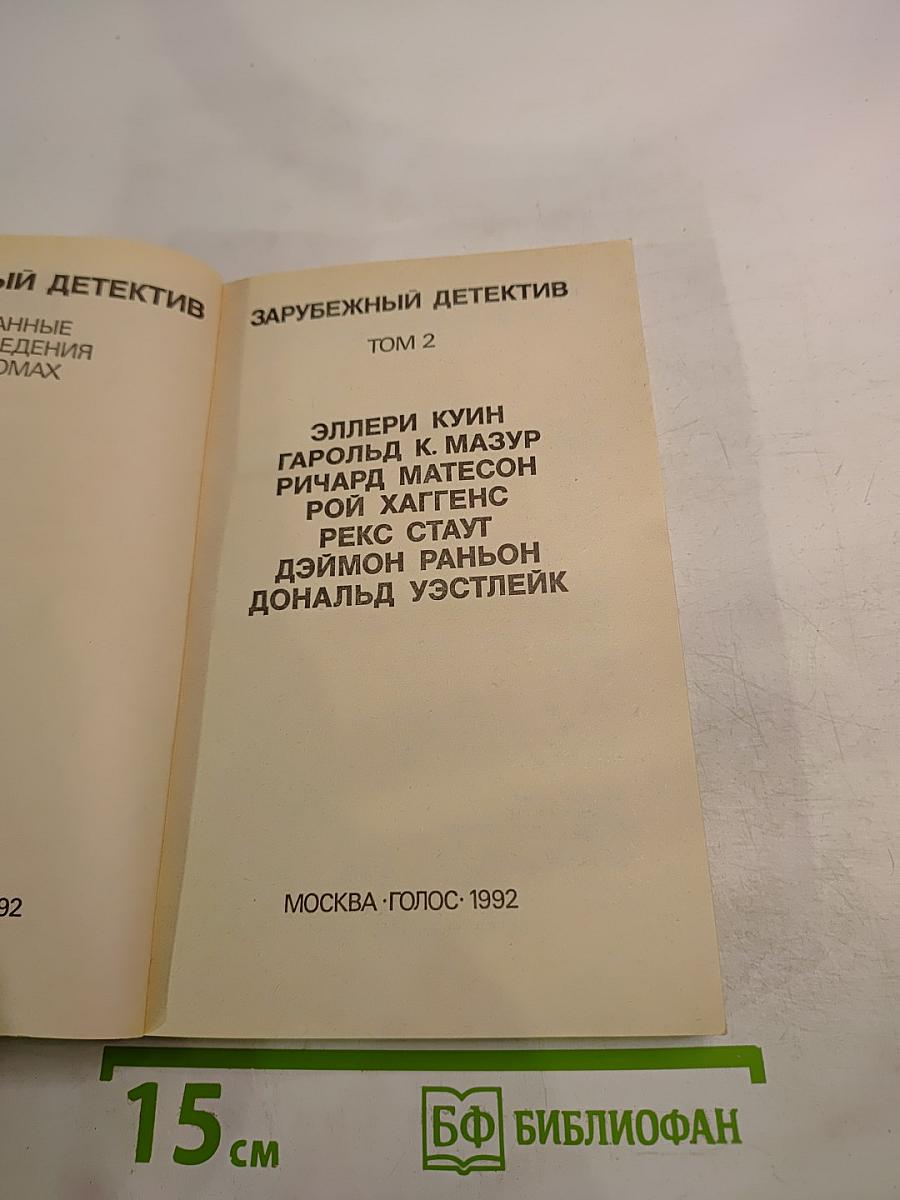 ЫЙ ДЕТЕКТИВ
АННЫЕ
ЕДЕНИЯ
ОМАХ
92
ЗАРУБЕЖНЫЙ ДЕТЕКТИВ
ТОМ 2
ЭЛЛЕРИ КУИН
ГАРОЛЬД К. МАЗУР
РИЧАРД МАТЕСОН
РОЙ ХАГГЕНС
РЕКС СТАУТ
ДЭЙМОН РАНЬОН
ДОНАЛЬД УЭСТЛЕЙК
МОСКВА ·ГОЛОС· 1992
15 см
БФ БИБЛИОФАН